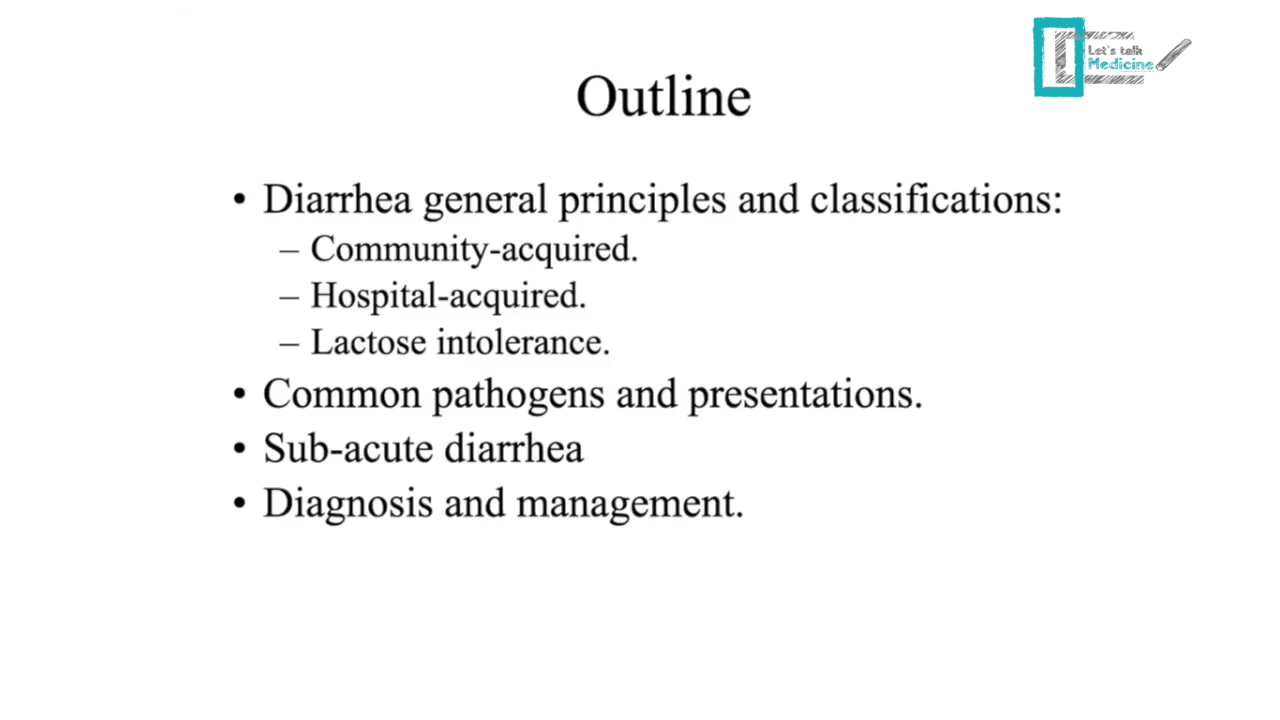 Let's talk
Medicine
Outline
• Diarrhea general principles and classifications:
– Community-acquired.
– Hospital-acquired.
– Lactose intolerance.
• Common pathogens and presentations.
• Sub-acute diarrhea
• Diagnosis and management.